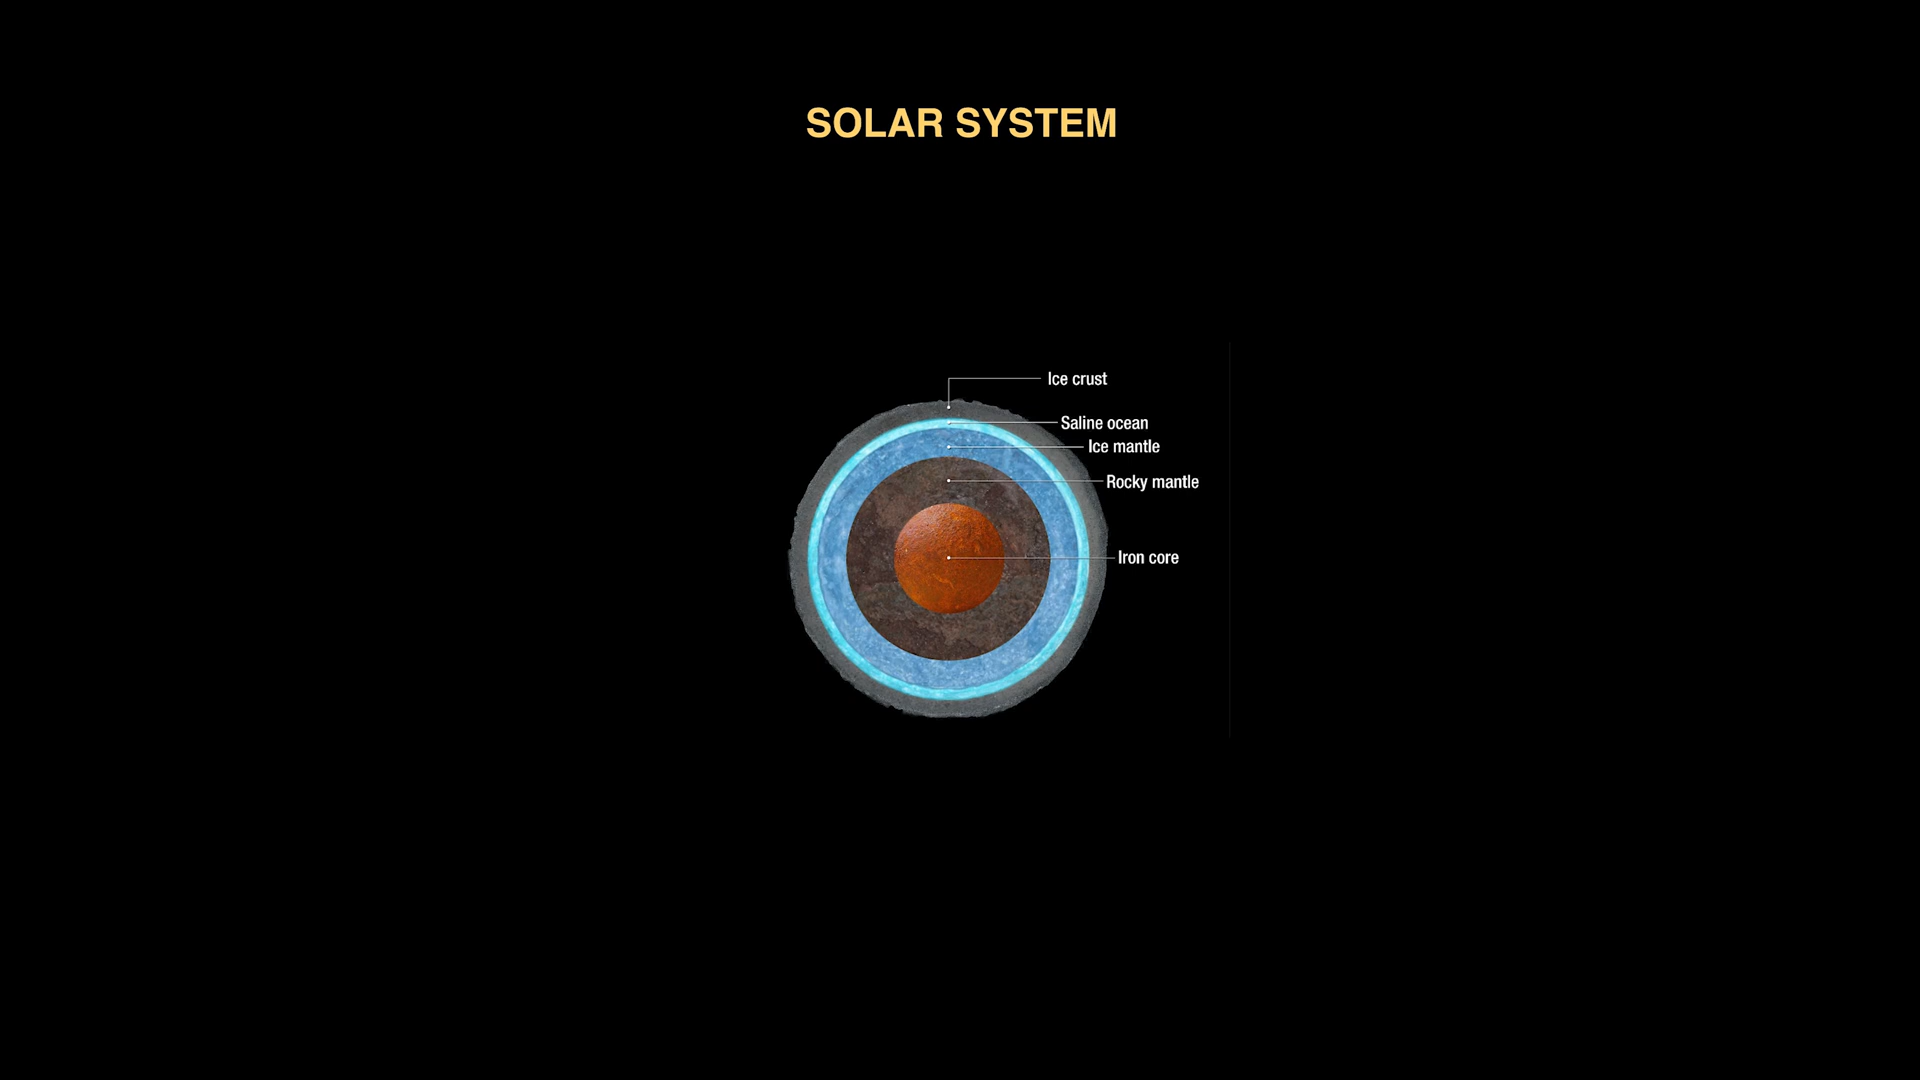 SOLAR SYSTEM
Ice crust
Saline ocean
Ice mantle
Rocky mantle
Iron core